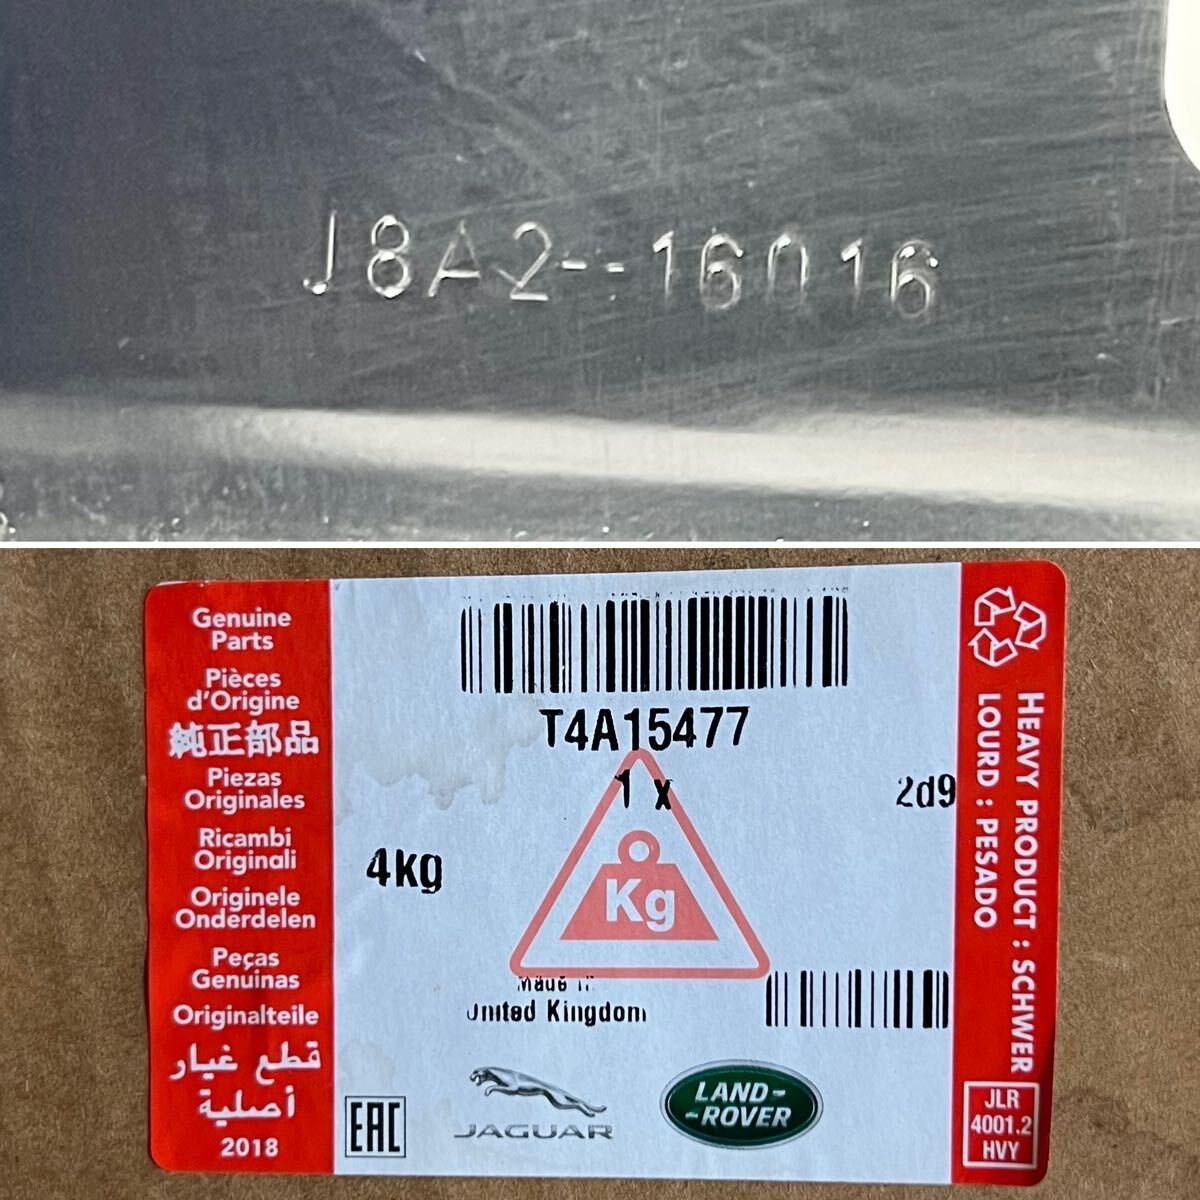 J8A2--16016
Genuine
Parts
Pièces
d'Origine
純正部品
Piezas
Originales
Ricambi
Originali
Originele
Onderdelen
Peças
Genuinas
Originalteile
قطع غيار
أصلية
2018
T4A15477
1 x
2d9
4kg
Kg
Made in
United Kingdom
EAC
JAGUAR
LAND-
-ROVER
HEAVY PRODUCT : SCHWER
LOURD : PESADO
JLR
4001.2
HVY